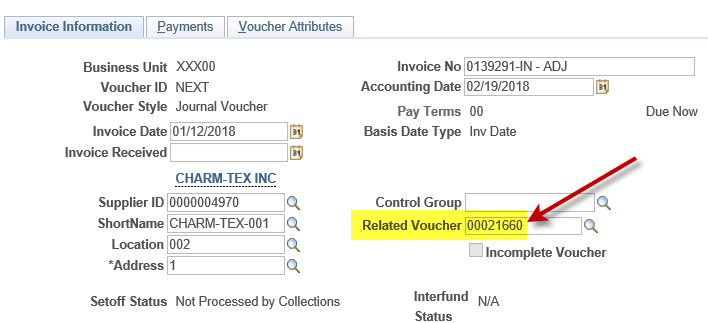 Invoice Information Payments Voucher Attributes
Business Unit XXX00 Invoice No 0139291-IN - ADJ
Voucher ID NEXT Accounting Date 02/19/2018
Voucher Style Journal Voucher Pay Terms 00 Due Now
Invoice Date 01/12/2018 Basis Date Type Inv Date
Invoice Received
CHARM-TEX INC
Supplier ID 0000004970 Control Group
ShortName CHARM-TEX-001 Related Voucher 00021660
Location 002 Incomplete Voucher
*Address 1
Setoff Status Not Processed by Collections Interfund Status N/A